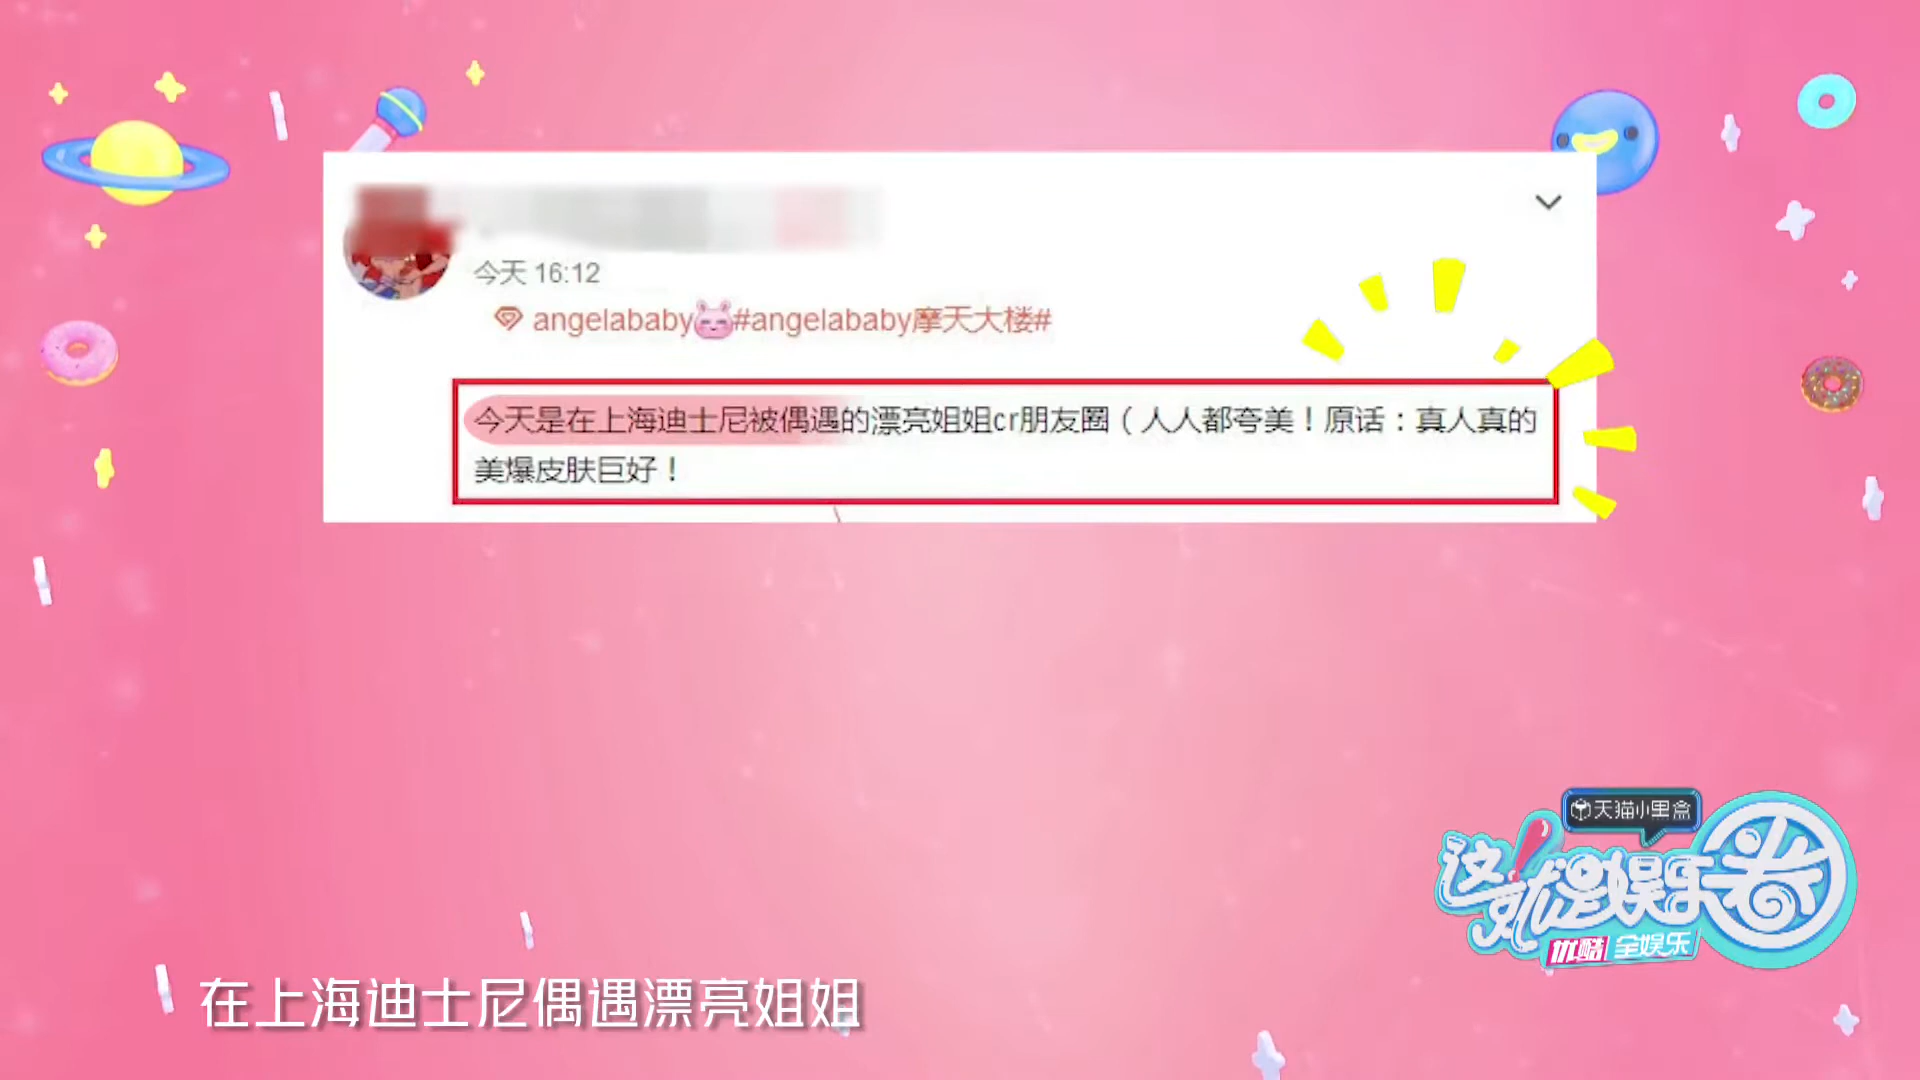 今天 16:12
angelababy#angelababy摩天大楼#
今天是在上海迪士尼被偶遇的漂亮姐姐cr朋友圈（人人都夸美！原话：真人真的
美爆皮肤巨好！
天猫小黑盒
这！就是娱乐圈
优酷 全娱乐
在上海迪士尼偶遇漂亮姐姐